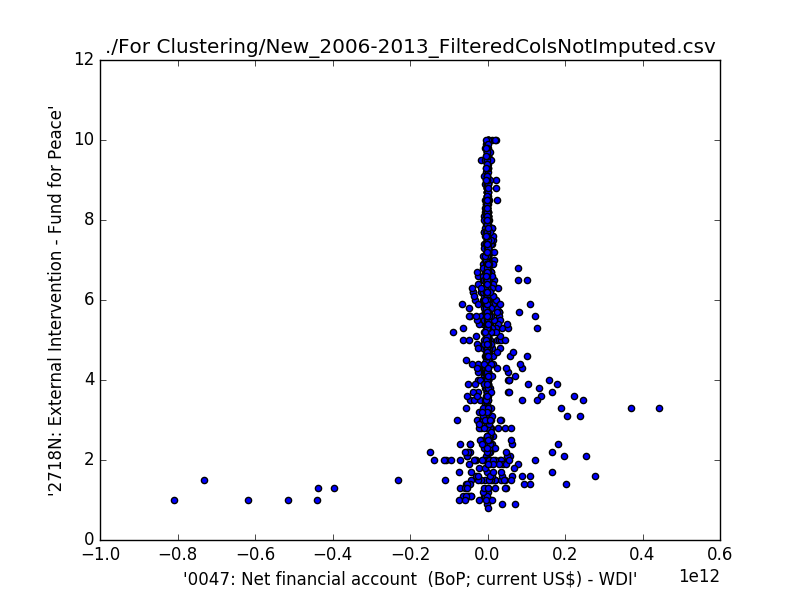 ./For Clustering/New_2006-2013_FilteredColsNotImputed.csv
12
10
8
6
4
2
0
'2718N: External Intervention - Fund for Peace'
−1.0 −0.8 −0.6 −0.4 −0.2 0.0 0.2 0.4 0.6
1e12
'0047: Net financial account  (BoP; current US$) - WDI'